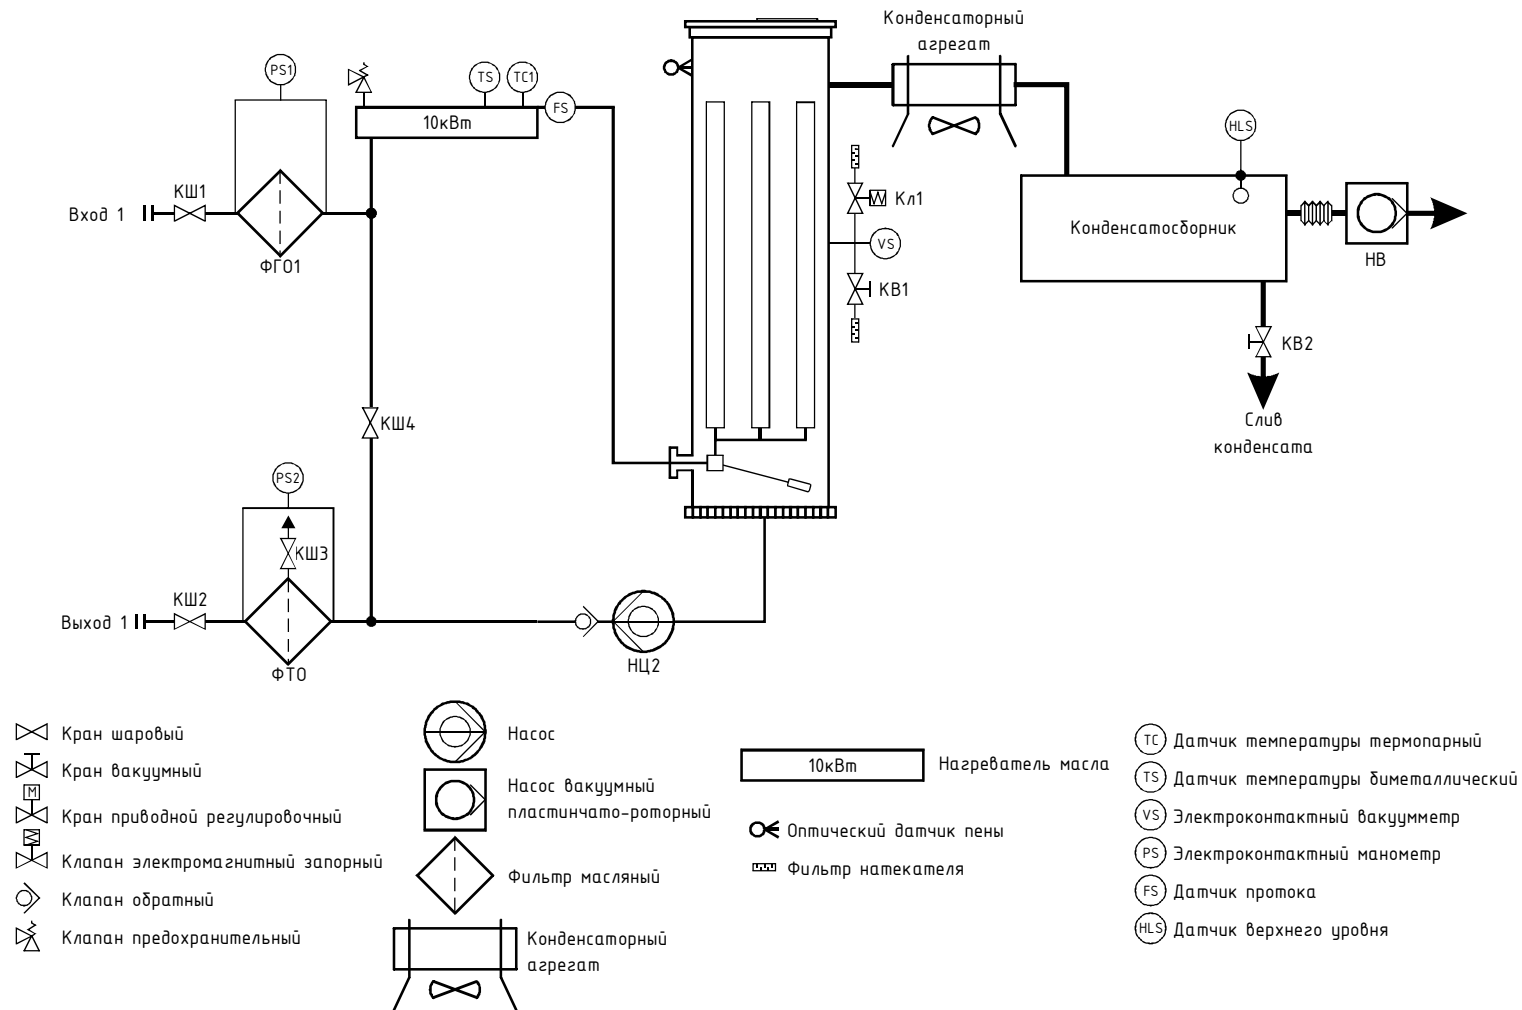 Конденсаторный
агрегат
PS1
TS
TC1
FS
10кВт
HLS
КШ1
Вход 1
Кл1
Конденсатосборник
VS
ФГО1
НВ
КВ1
КВ2
КШ4
Слив
конденсата
PS2
КШ3
КШ2
Выход 1
НЦ2
ФТО
Кран шаровый
Кран вакуумный
M
Кран приводной регулировочный
Клапан электромагнитный запорный
Клапан обратный
Клапан предохранительный
Насос
Насос вакуумный
пластинчато-роторный
Фильтр масляный
Конденсаторный
агрегат
10кВт
Нагреватель масла
Оптический датчик пены
Фильтр натекателя
TC
Датчик температуры термопарный
TS
Датчик температуры биметаллический
VS
Электроконтактный вакуумметр
PS
Электроконтактный манометр
FS
Датчик протока
HLS
Датчик верхнего уровня